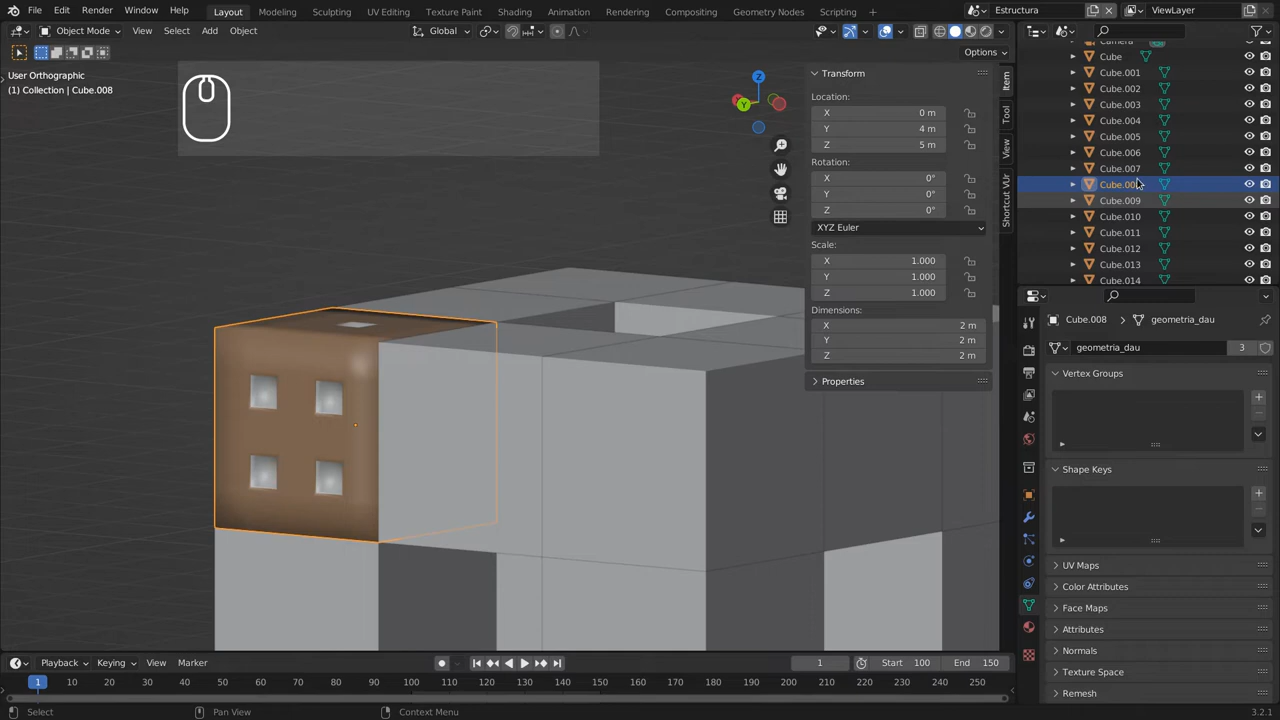 File Edit Render Window Help Layout Modeling Sculpting UV Editing Texture Paint Shading Animation Rendering Compositing Geometry Nodes Scripting + Estructura ViewLayer
Object Mode View Select Add Object Global
Options
User Orthographic
(1) Collection | Cube.008
Z
Y
Transform
Location:
X 0 m
Y 4 m
Z 5 m
Rotation:
X 0°
Y 0°
Z 0°
XYZ Euler
Scale:
X 1.000
Y 1.000
Z 1.000
Dimensions:
X 2 m
Y 2 m
Z 2 m
Properties
Item
Tool
View
Shortcut VUr
Camera
Cube
Cube.001
Cube.002
Cube.003
Cube.004
Cube.005
Cube.006
Cube.007
Cube.00
Cube.009
Cube.010
Cube.011
Cube.012
Cube.013
Cube.014
Cube.008 geometria_dau
geometria_dau 3
Vertex Groups
Shape Keys
UV Maps
Color Attributes
Face Maps
Attributes
Normals
Texture Space
Remesh
Playback Keying View Marker 1 Start 100 End 150
1 10 20 30 40 50 60 70 80 90 100 110 120 130 140 150 160 170 180 190 200 210 220 230 240 250
Select Pan View Context Menu 3.2.1